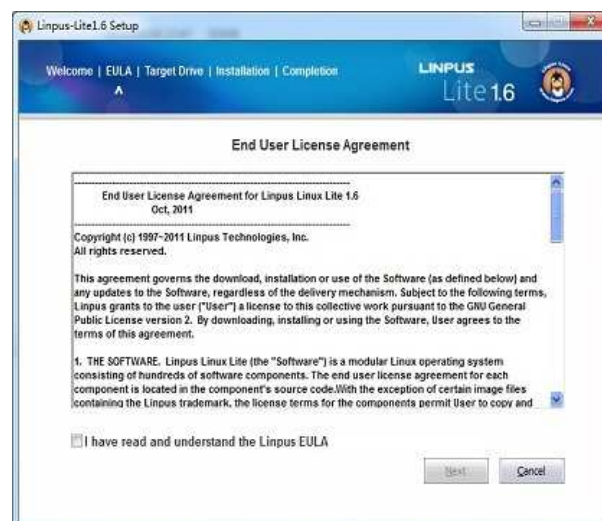 Linpus-Lite1.6 Setup
Welcome | EULA | Target Drive | Installation | Completion
LINPUS
Lite 1.6
End User License Agreement
--------------------------------------------------------------------------------
End User License Agreement for Linpus Linux Lite 1.6
Oct, 2011
--------------------------------------------------------------------------------
Copyright (c) 1997~2011 Linpus Technologies, Inc.
All rights reserved.
This agreement governs the download, installation or use of the Software (as defined below) and
any updates to the Software, regardless of the delivery mechanism. Subject to the following terms,
Linpus grants to the user ("User") a license to this collective work pursuant to the GNU General
Public License version 2. By downloading, installing or using the Software, User agrees to the
terms of this agreement.
1. THE SOFTWARE. Linpus Linux Lite (the "Software") is a modular Linux operating system
consisting of hundreds of software components. The end user license agreement for each
component is located in the component's source code.With the exception of certain image files
containing the Linpus trademark, the license terms for the components permit User to copy and
I have read and understand the Linpus EULA
Next
Cancel